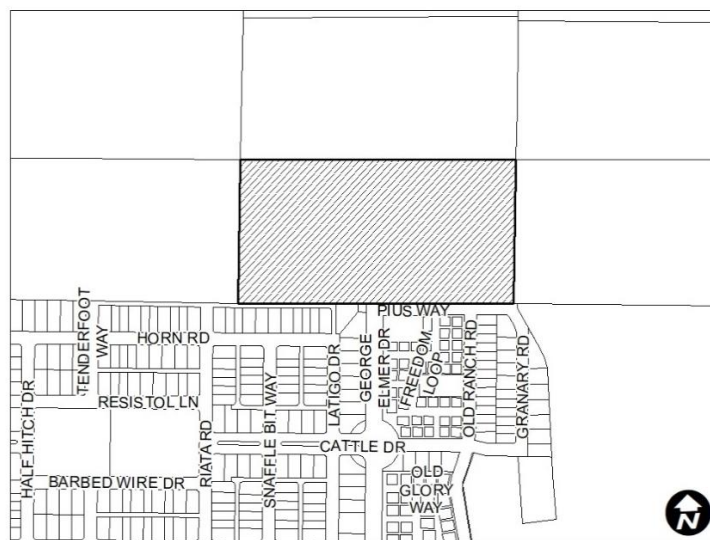 PIUS WAY
TENDERFOOT
WAY
HORN RD
RESISTOL LN
HALF HITCH DR
BARBED WIRE DR
RIATA RD
SNAFFLE BIT WAY
LATIGO DR
GEORGE
ELMER DR
FREEDOM
LOOP
OLD RANCH RD
GRANARY RD
CATTLE DR
OLD
GLORY
WAY
N